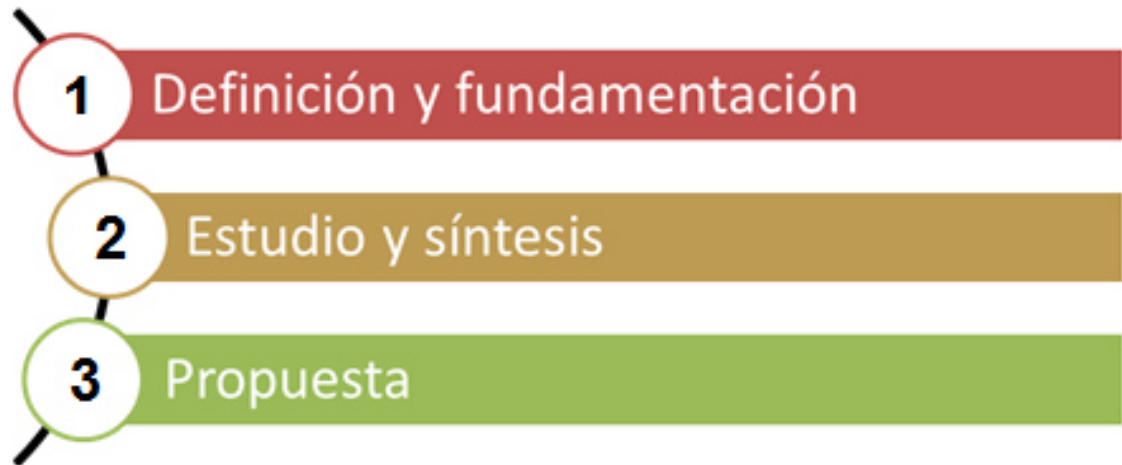 1 Definición y fundamentación
2 Estudio y síntesis
3 Propuesta